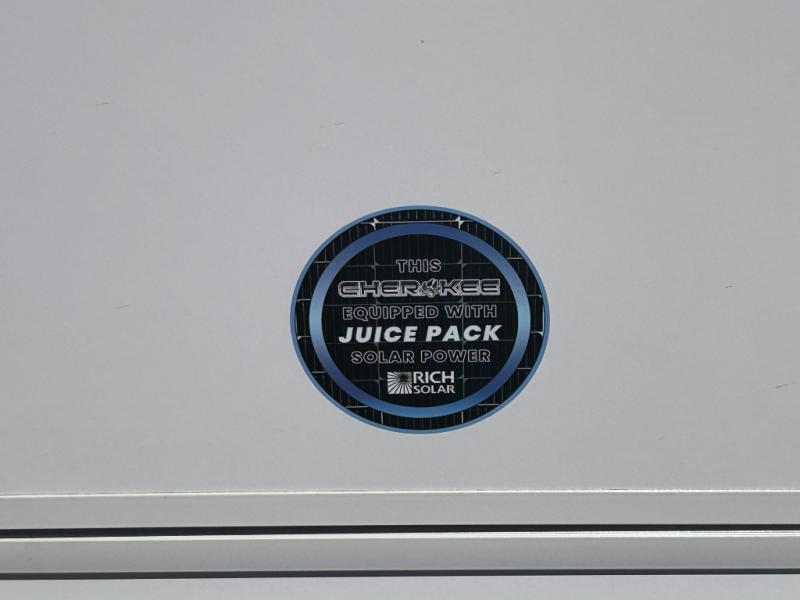 THIS
CHEROKEE
EQUIPPED WITH
JUICE PACK
SOLAR POWER
RICH
SOLAR